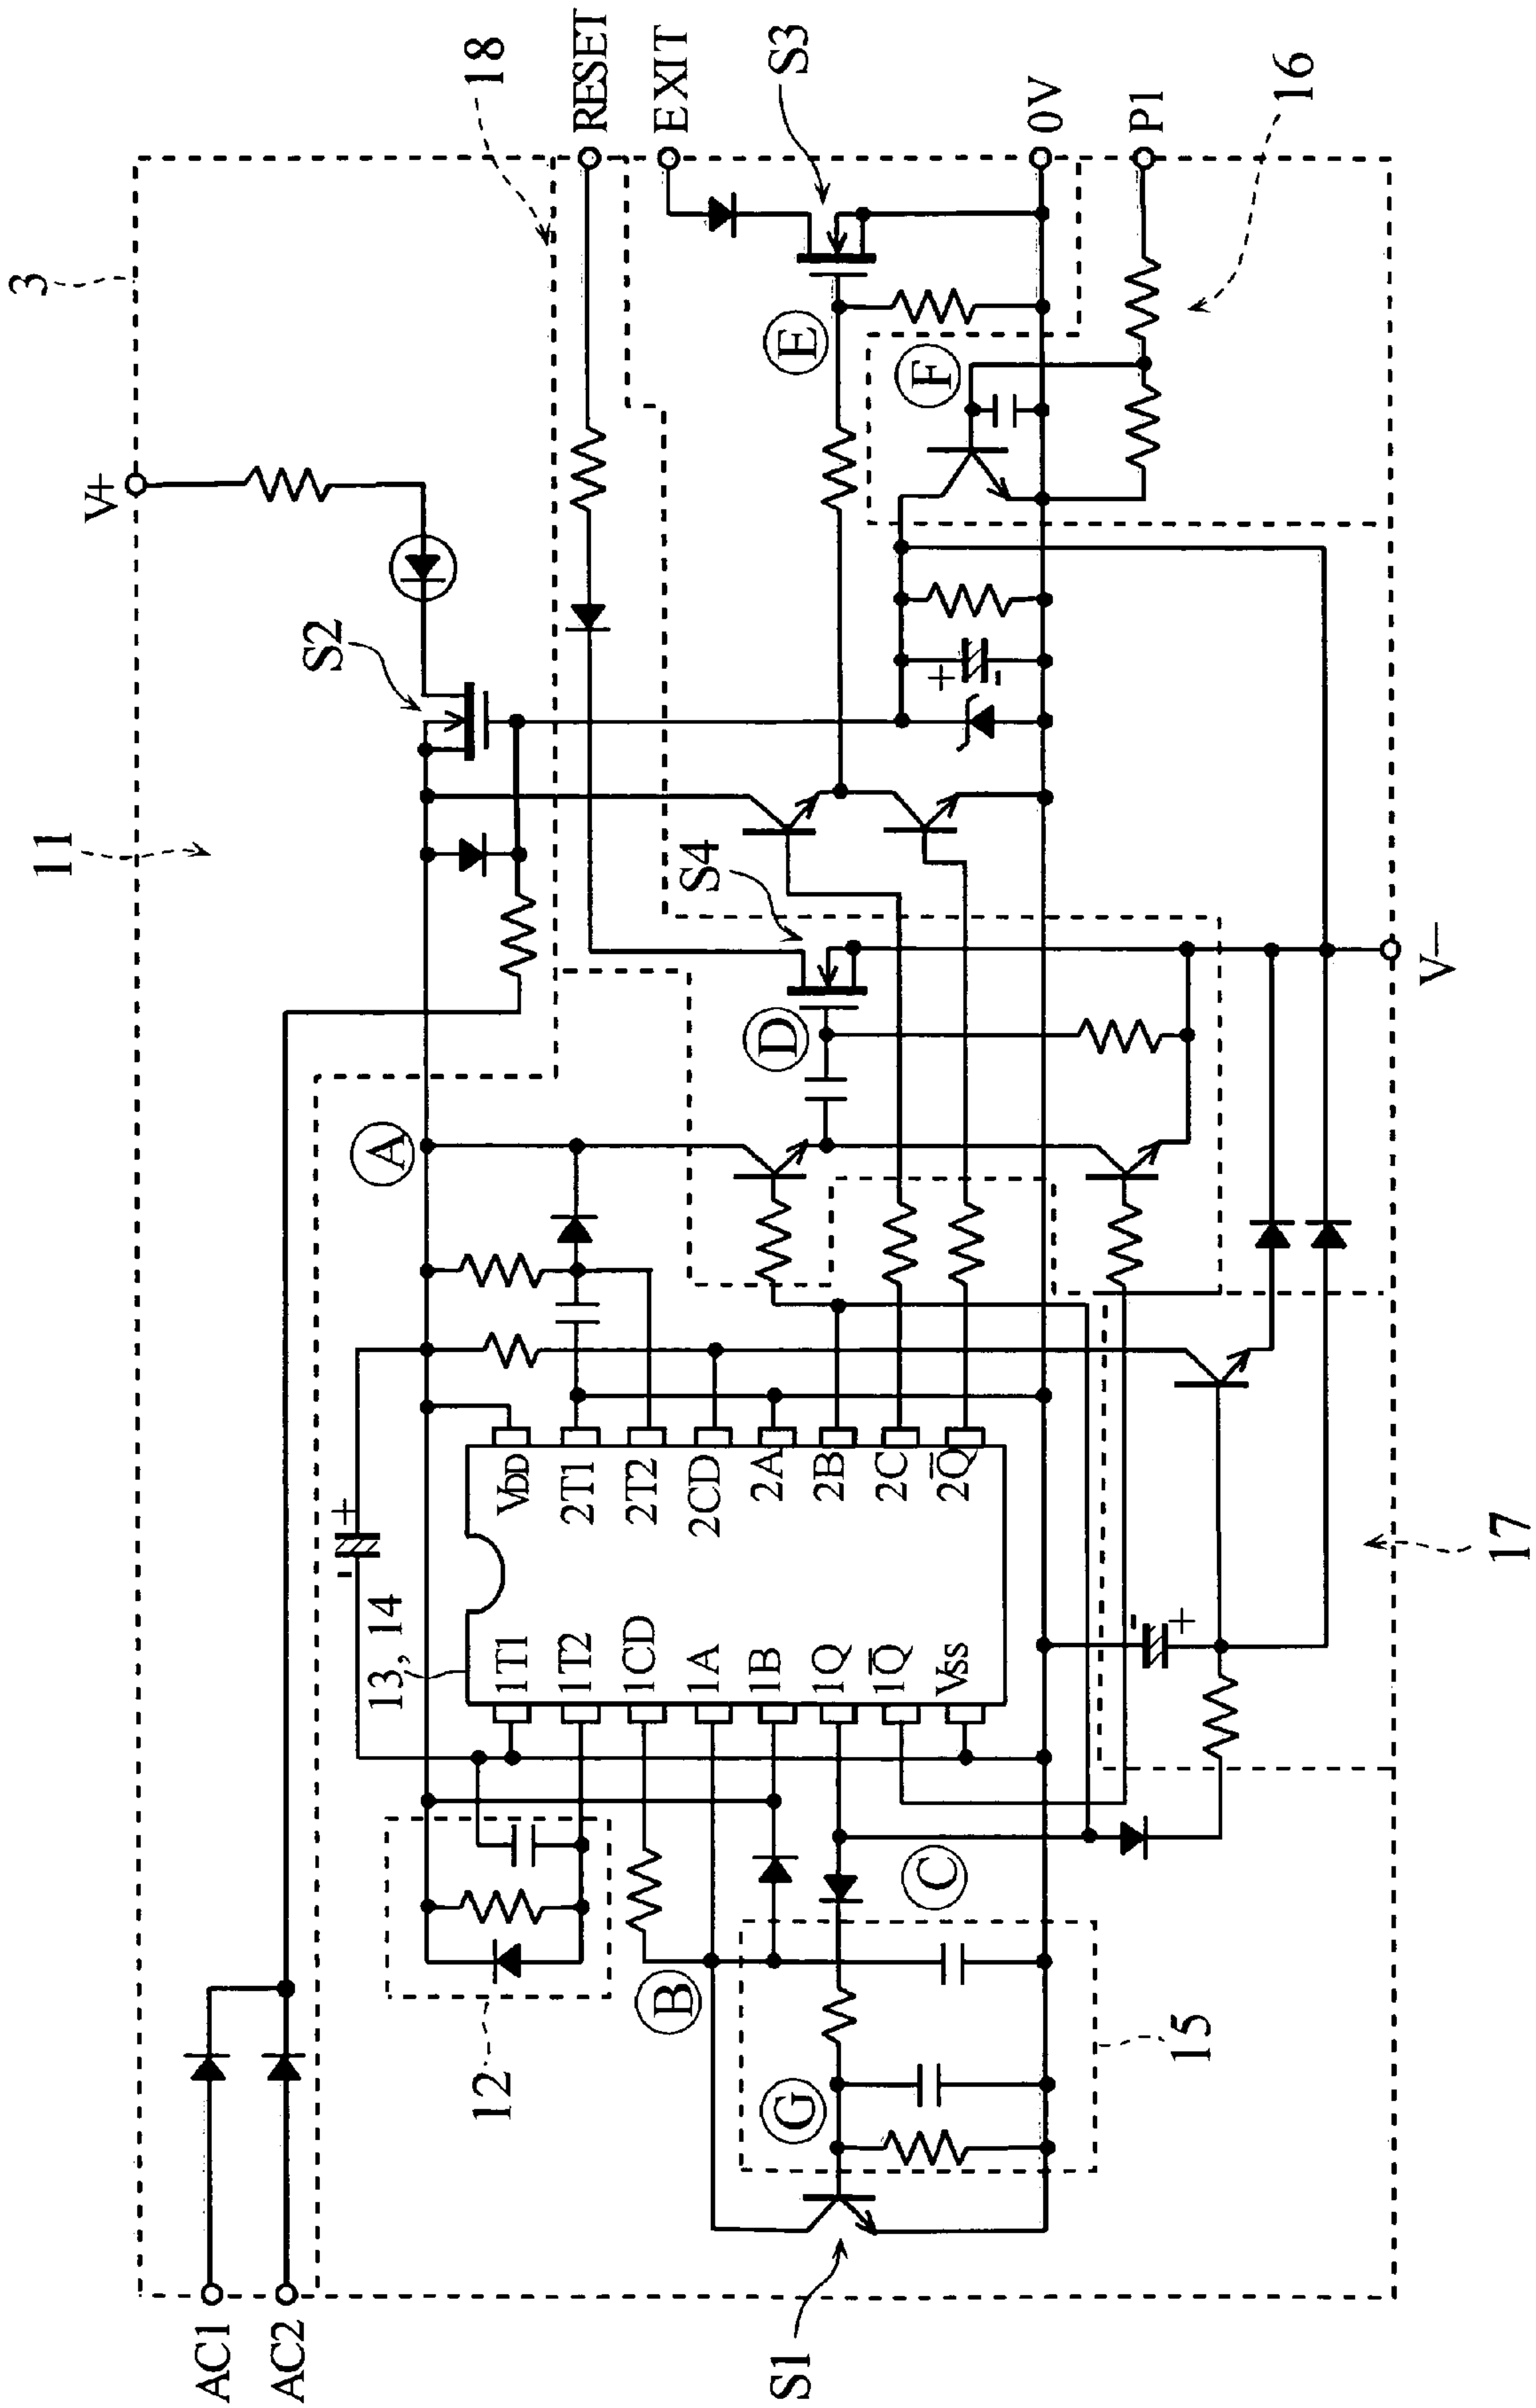 AC1
AC2
3
11
V+
S2
18
RESET
EXIT
S3
0V
P1
16
A
12
13, 14
1T1
1T2
1CD
1A
1B
1Q
1Q̅
VSS
VDD
2T1
2T2
2CD
2A
2B
2C
2Q̅
B
C
D
E
F
G
S4
S1
15
17
V−
+
-
+
-
+
-